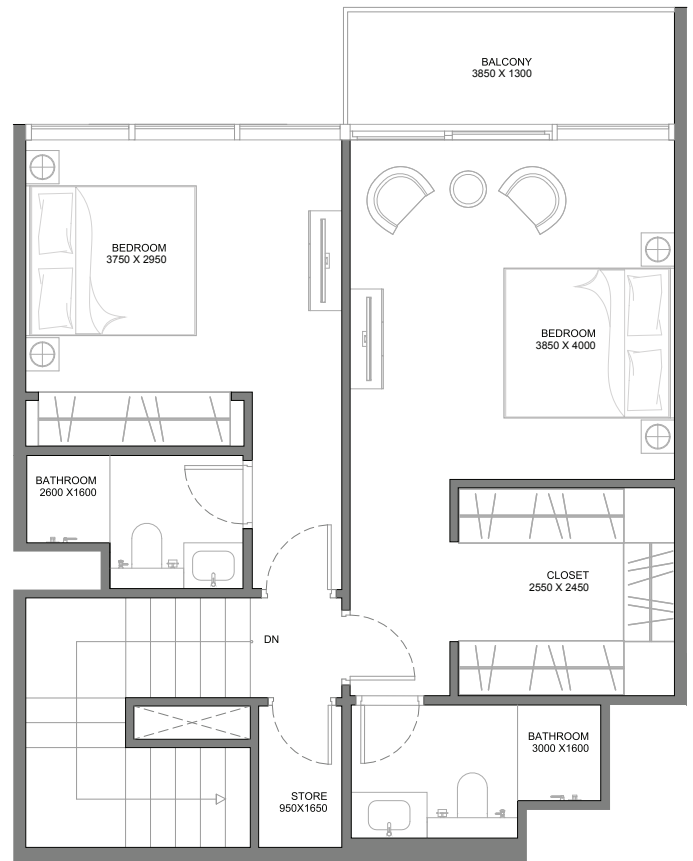 BALCONY
3850 X 1300
BEDROOM
3750 X 2950
BEDROOM
3850 X 4000
BATHROOM
2600 X1600
CLOSET
2550 X 2450
DN
BATHROOM
3000 X1600
STORE
950X1650